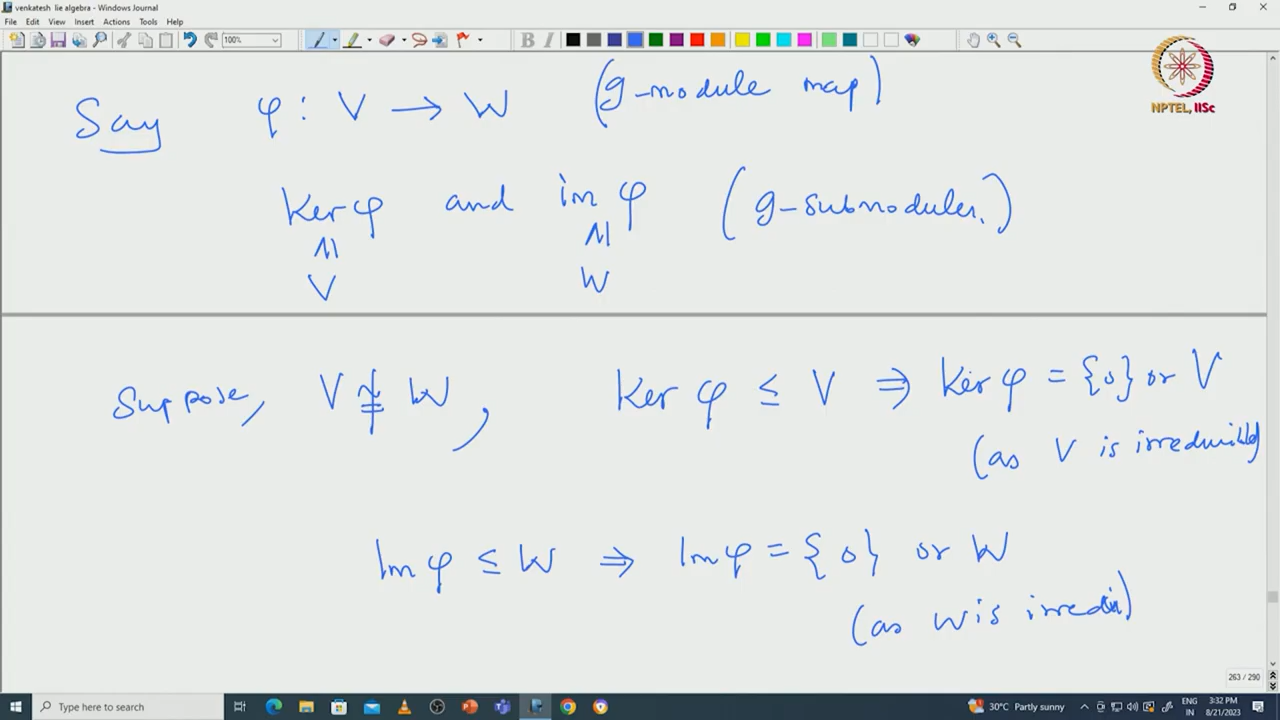 venkatesh lie algebra - Windows Journal
File Edit View Insert Actions Tools Help
100%
NPTEL, IISc
Say φ : V → W (g-module map)
Ker φ and im φ (g-submodules.)
≤ ≤
V W
Suppose, V ≇ W, Ker φ ≤ V ⇒ Ker φ = {0} or V
(as V is irreducible)
Im φ ≤ W ⇒ Im φ = {0} or W
(as W is irredu)
263 / 290
Type here to search
30°C Partly sunny
ENG
IN
3:32 PM
8/21/2023